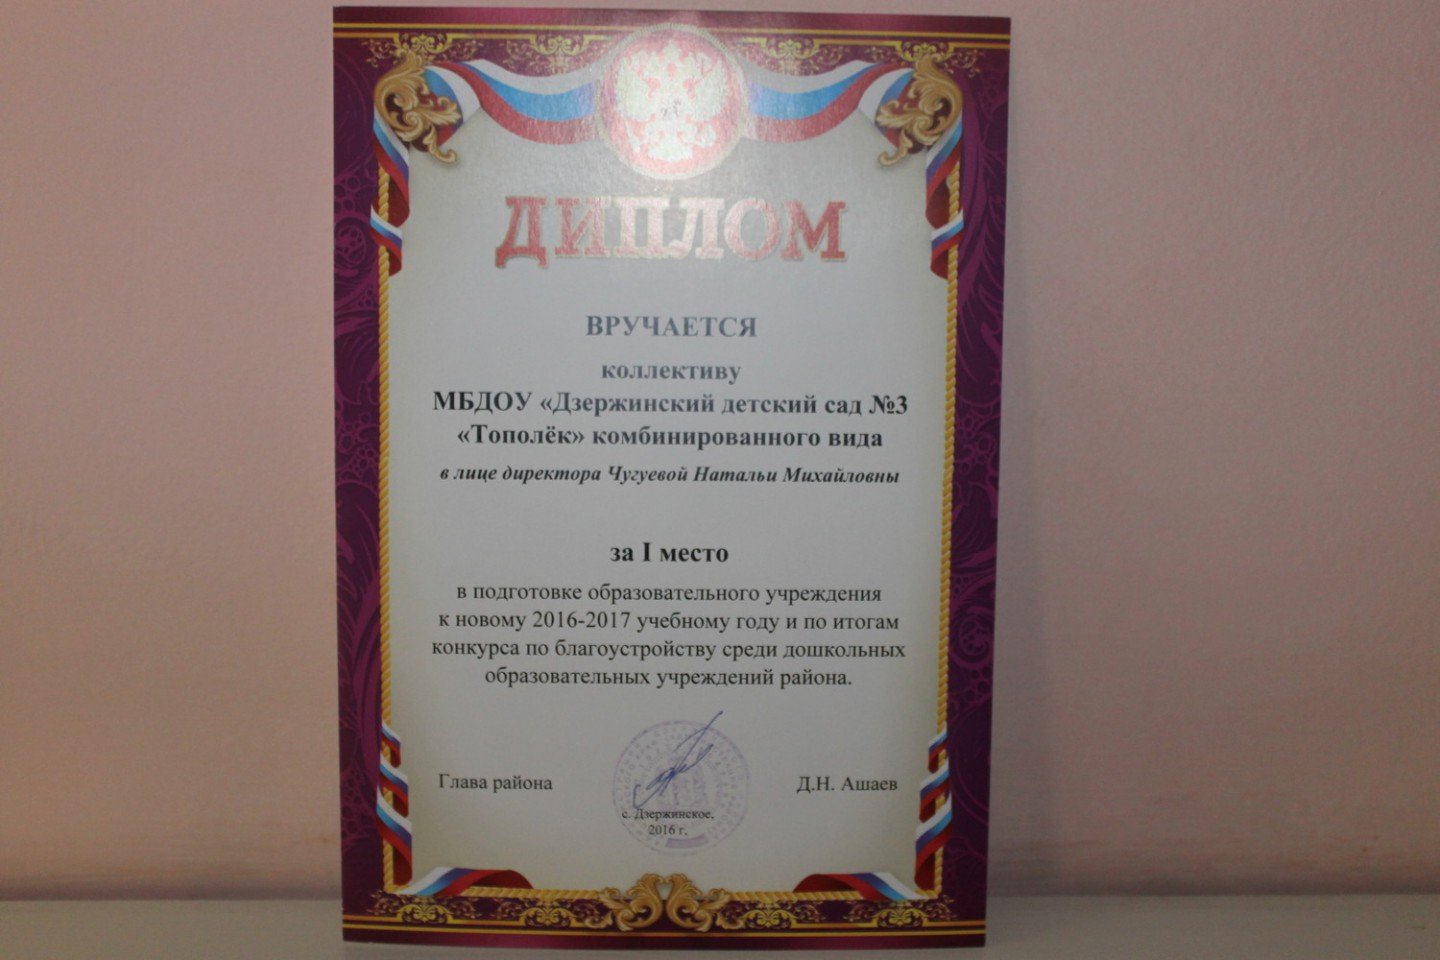 ДИПЛОМ
ВРУЧАЕТСЯ
коллективу
МБДОУ «Дзержинский детский сад №3
«Тополёк» комбинированного вида
в лице директора Чугуевой Натальи Михайловны
за I место
в подготовке образовательного учреждения
к новому 2016-2017 учебному году и по итогам
конкурса по благоустройству среди дошкольных
образовательных учреждений района.
Глава района Д.Н. Ашаев
с. Дзержинское,
2016 г.